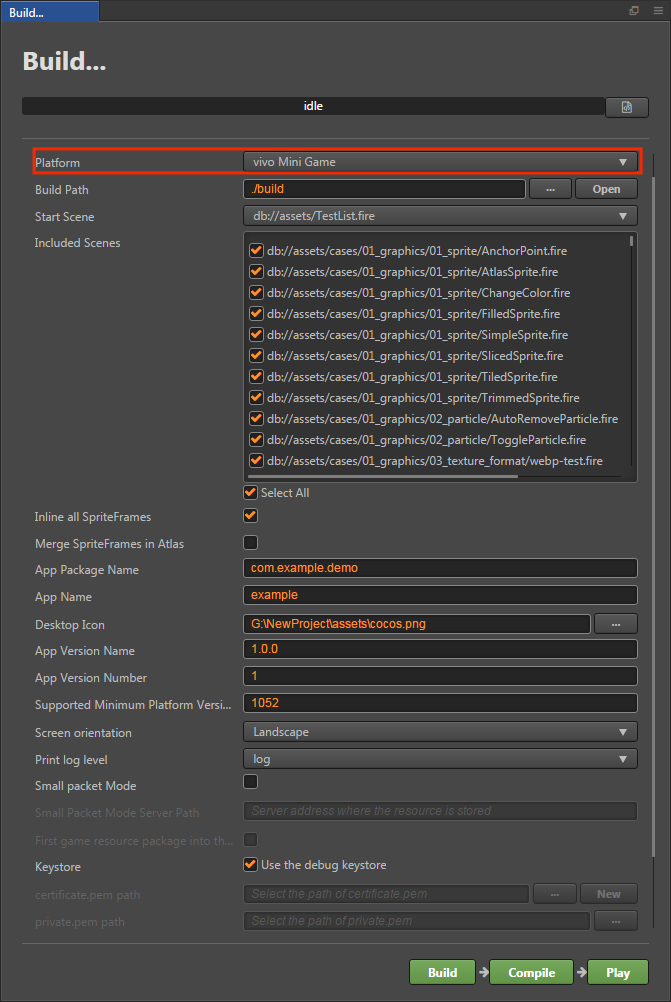 Build...
Build...
idle
Platform vivo Mini Game
Build Path ./build ... Open
Start Scene db://assets/TestList.fire
Included Scenes
db://assets/cases/01_graphics/01_sprite/AnchorPoint.fire
db://assets/cases/01_graphics/01_sprite/AtlasSprite.fire
db://assets/cases/01_graphics/01_sprite/ChangeColor.fire
db://assets/cases/01_graphics/01_sprite/FilledSprite.fire
db://assets/cases/01_graphics/01_sprite/SimpleSprite.fire
db://assets/cases/01_graphics/01_sprite/SlicedSprite.fire
db://assets/cases/01_graphics/01_sprite/TiledSprite.fire
db://assets/cases/01_graphics/01_sprite/TrimmedSprite.fire
db://assets/cases/01_graphics/02_particle/AutoRemoveParticle.fire
db://assets/cases/01_graphics/02_particle/ToggleParticle.fire
db://assets/cases/01_graphics/03_texture_format/webp-test.fire
Select All
Inline all SpriteFrames
Merge SpriteFrames in Atlas
App Package Name com.example.demo
App Name example
Desktop Icon G:\NewProject\assets\cocos.png ...
App Version Name 1.0.0
App Version Number 1
Supported Minimum Platform Versi... 1052
Screen orientation Landscape
Print log level log
Small packet Mode
Small Packet Mode Server Path Server address where the resource is stored
First game resource package into th...
Keystore Use the debug keystore
certificate.pem path Select the path of certificate.pem ... New
private.pem path Select the path of private.pem ...
Build Compile Play